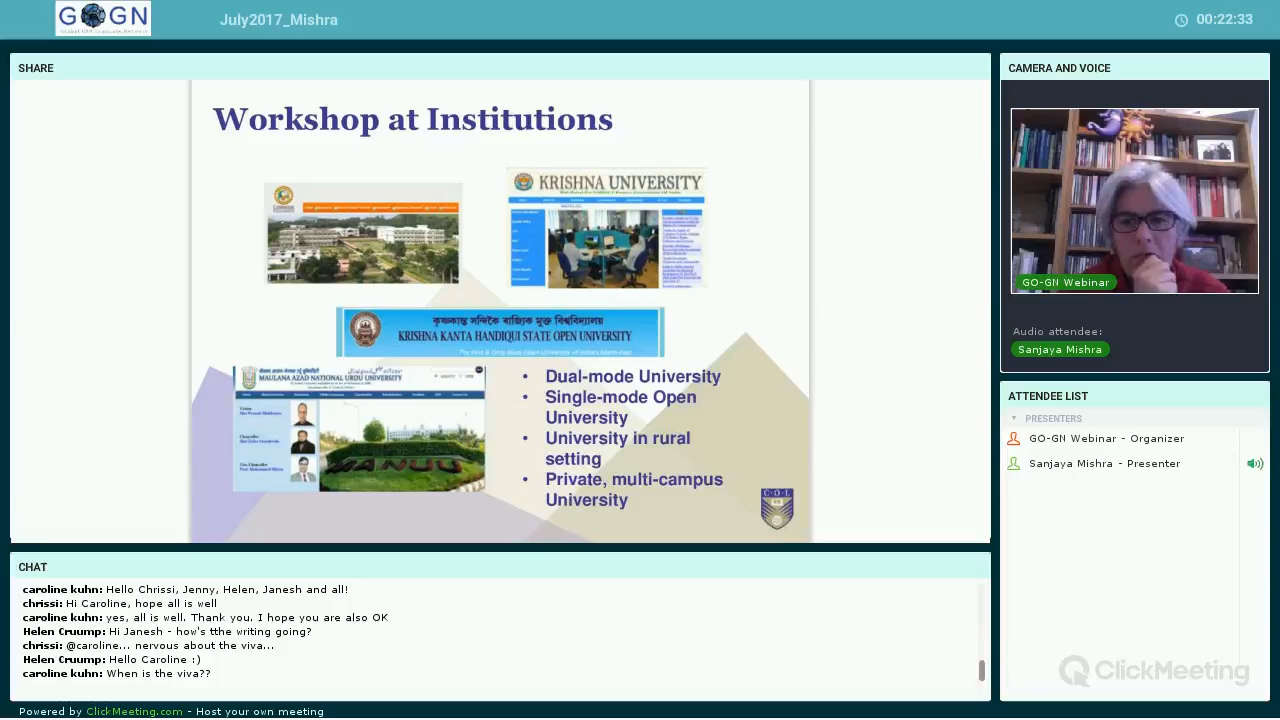 GO GN
July2017_Mishra
00:22:33
SHARE
Workshop at Institutions
KRISHNA UNIVERSITY
কৃষ্ণকান্ত সন্দিকৈ ৰাজ্যিক মুক্ত বিশ্ববিদ্যালয়
KRISHNA KANTA HANDIQUI STATE OPEN UNIVERSITY
MAULANA AZAD NATIONAL URDU UNIVERSITY
• Dual-mode University
• Single-mode Open
University
• University in rural
setting
• Private, multi-campus
University
C·O·L
CAMERA AND VOICE
GO-GN Webinar
Audio attendee:
Sanjaya Mishra
ATTENDEE LIST
PRESENTERS
GO-GN Webinar - Organizer
Sanjaya Mishra - Presenter
ClickMeeting
CHAT
caroline kuhn: Hello Chrissi, Jenny, Helen, Janesh and all!
chrissi: Hi Caroline, hope all is well
caroline kuhn: yes, all is well. Thank you. I hope you are also OK
Helen Cruump: Hi Janesh - how's tthe writing going?
chrissi: @caroline... nervous about the viva...
Helen Cruump: Hello Caroline :)
caroline kuhn: When is the viva??
Powered by ClickMeeting.com - Host your own meeting